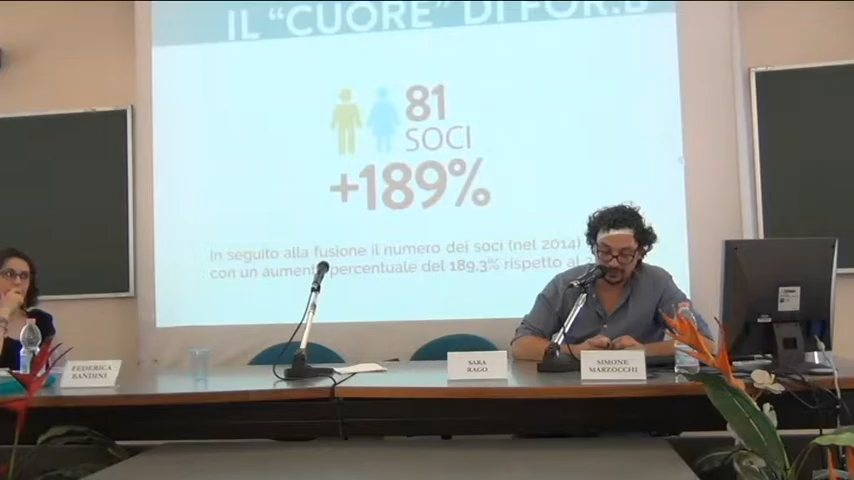 IL "CUORE" DI FOR.B
81
SOCI
+189%
In seguito alla fusione il numero dei soci (nel 2014)
con un aumento percentuale del 189,3% rispetto al
FEDERICA
BANDINI
SARA
RAGO
SIMONE
MARZOCCHI